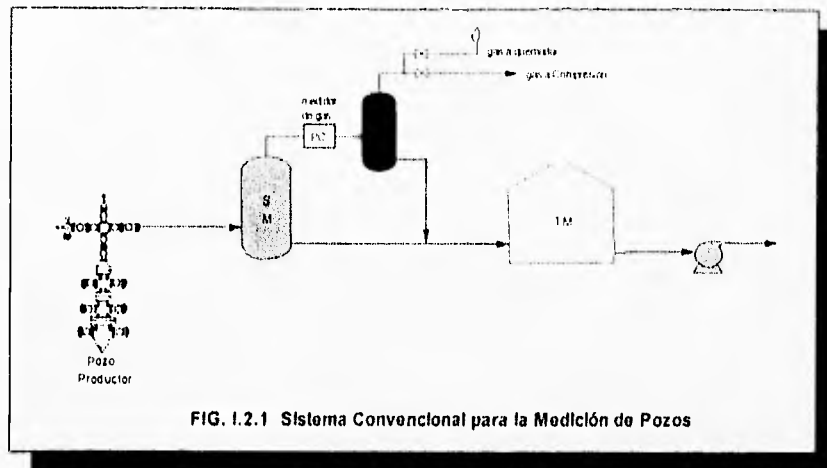 gas a quemador
gas a Compresión
medidor
de gas
PC
S
M
TM
Pozo
Productor
FIG. I.2.1 Sistema Convencional para la Medición de Pozos